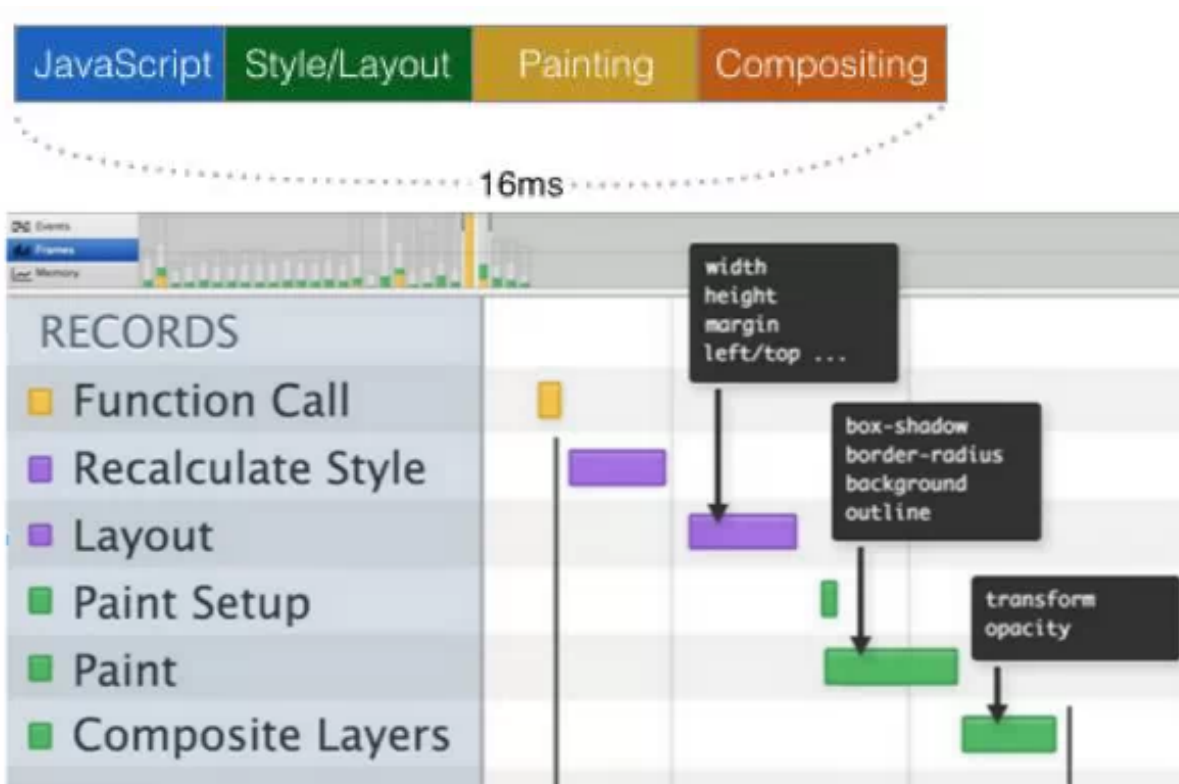 JavaScript Style/Layout Painting Compositing
16ms
Events
Frames
Memory
width
height
margin
left/top ...
RECORDS
Function Call
box-shadow
border-radius
background
outline
Recalculate Style
Layout
Paint Setup
transform
opacity
Paint
Composite Layers